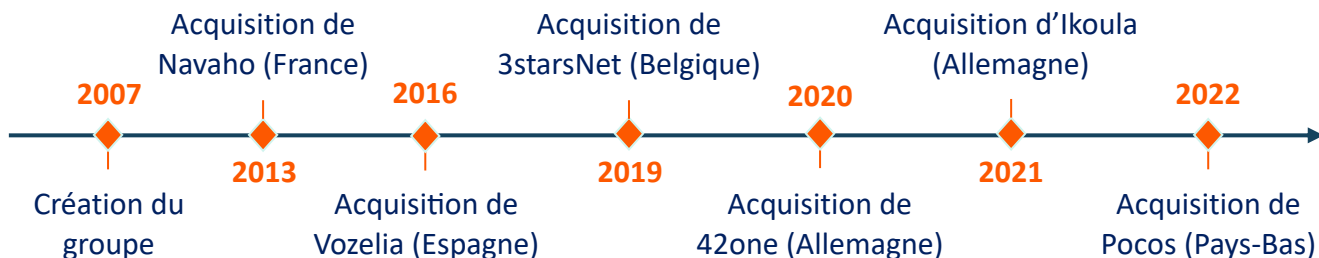 Acquisition de
Navaho (France)
Acquisition de
3starsNet (Belgique)
Acquisition d’Ikoula
(Allemagne)
2007
2016
2020
2022
2013
2019
2021
Création du
groupe
Acquisition de
Vozelia (Espagne)
Acquisition de
42one (Allemagne)
Acquisition de
Pocos (Pays-Bas)